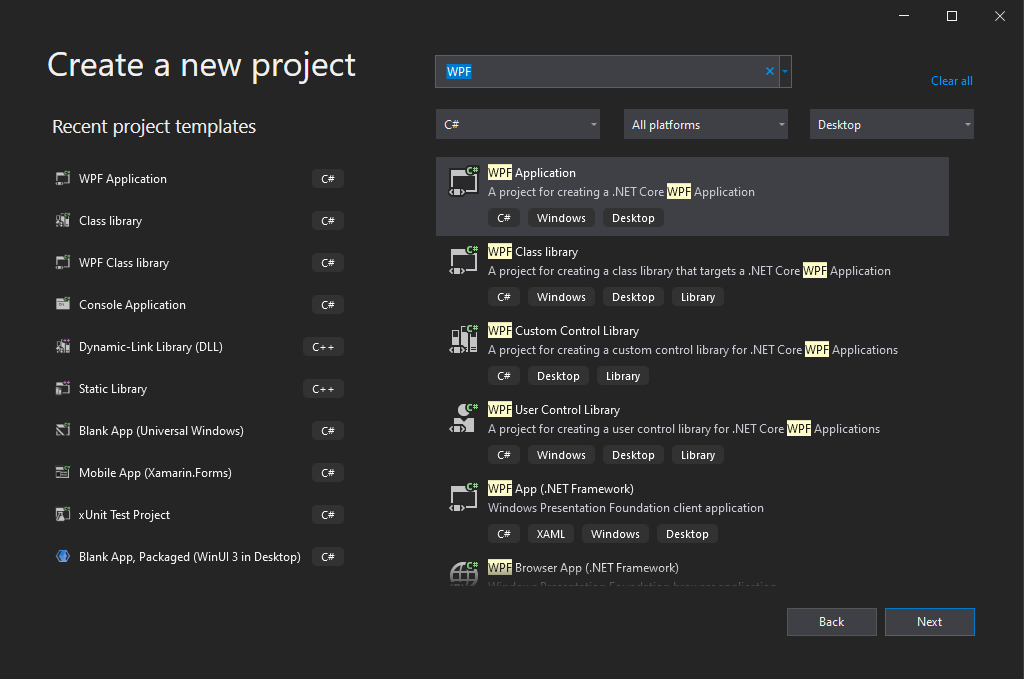 Create a new project
Recent project templates
WPF Application C#
Class library C#
WPF Class library C#
Console Application C#
Dynamic-Link Library (DLL) C++
Static Library C++
Blank App (Universal Windows) C#
Mobile App (Xamarin.Forms) C#
xUnit Test Project C#
Blank App, Packaged (WinUI 3 in Desktop) C#
WPF
Clear all
C# All platforms Desktop
WPF Application
A project for creating a .NET Core WPF Application
C# Windows Desktop
WPF Class library
A project for creating a class library that targets a .NET Core WPF Application
C# Windows Desktop Library
WPF Custom Control Library
A project for creating a custom control library for .NET Core WPF Applications
C# Desktop Library
WPF User Control Library
A project for creating a user control library for .NET Core WPF Applications
C# Windows Desktop Library
WPF App (.NET Framework)
Windows Presentation Foundation client application
C# XAML Windows Desktop
WPF Browser App (.NET Framework)
Windows Presentation Foundation browser application
Back Next